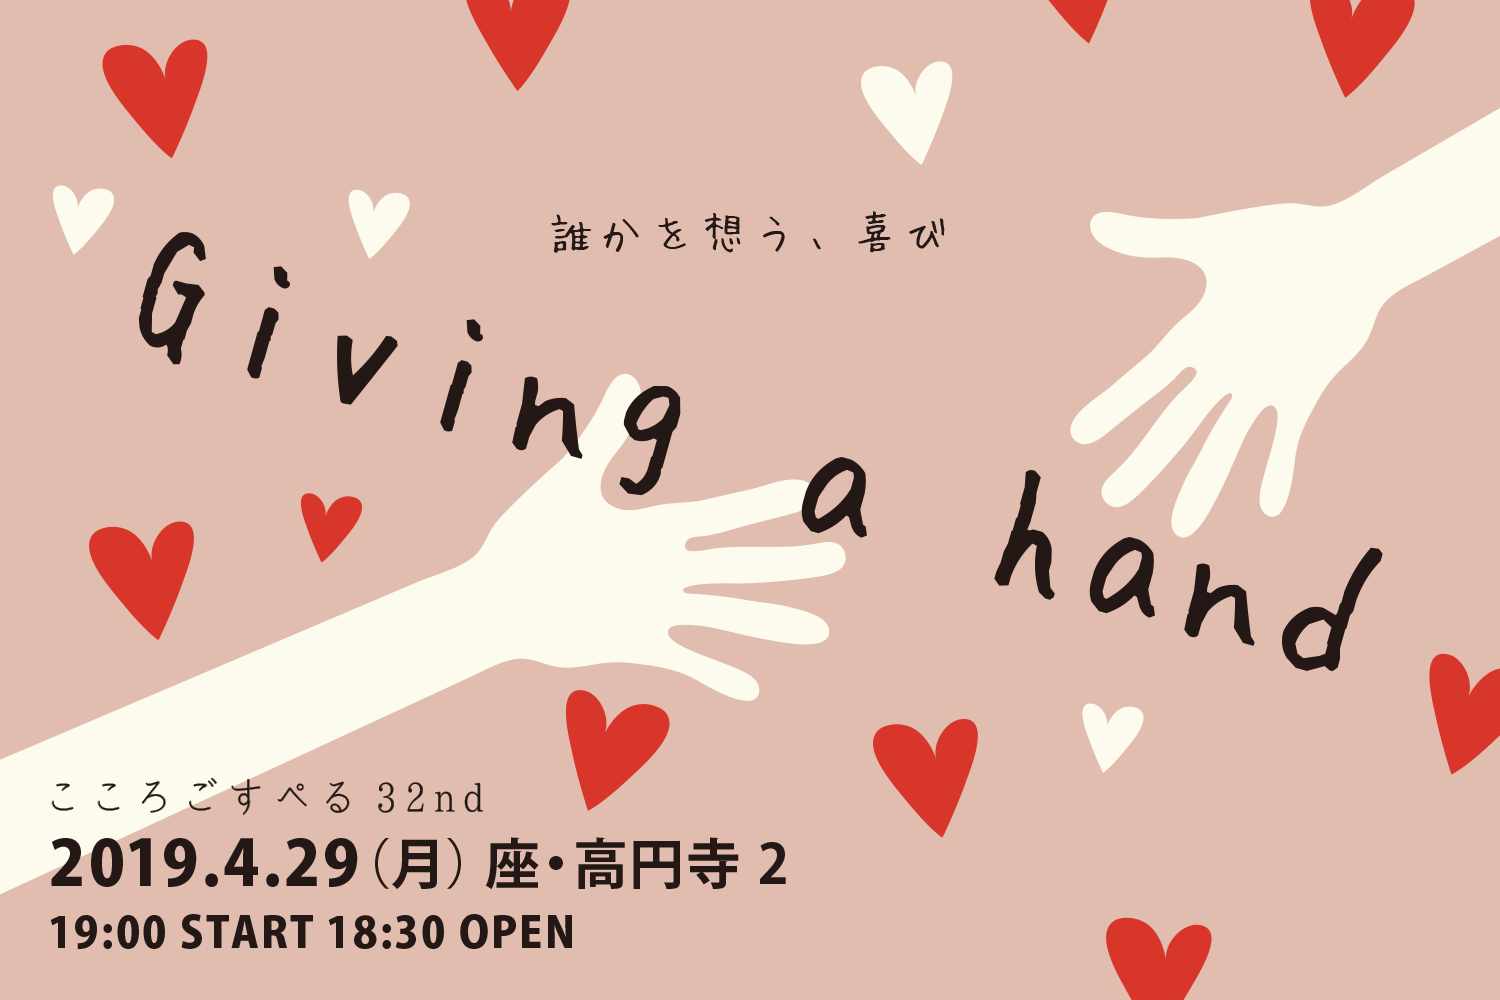 誰かを想う、喜び
Giving a hand
こころごすぺる 32nd
2019.4.29（月）座・高円寺 2
19:00 START 18:30 OPEN